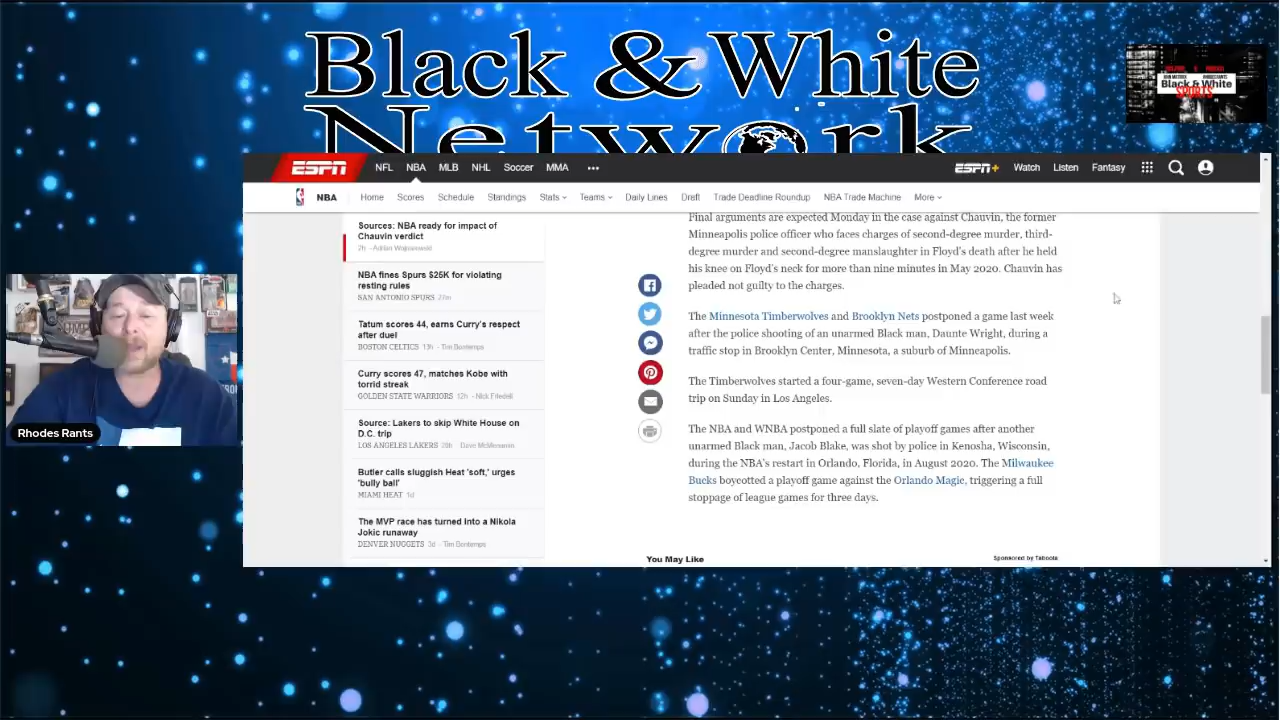 Black & White
Network
Black & White
SPORTS
ESPN
NFL NBA MLB NHL Soccer MMA •••
ESPN+ Watch Listen Fantasy
NBA Home Scores Schedule Standings Stats Teams Daily Lines Draft Trade Deadline Roundup NBA Trade Machine More
Sources: NBA ready for impact of
Chauvin verdict
2h - Adrian Wojnarowski
NBA fines Spurs $25K for violating
resting rules
SAN ANTONIO SPURS
Tatum scores 44, earns Curry's respect
after duel
BOSTON CELTICS 13h - Tim Bontemps
Curry scores 47, matches Kobe with
torrid streak
GOLDEN STATE WARRIORS 12h - Nick Friedell
Source: Lakers to skip White House on
D.C. trip
LOS ANGELES LAKERS 20h Dave McMenamin
Butler calls sluggish Heat 'soft,' urges
'bully ball'
MIAMI HEAT 1d
The MVP race has turned into a Nikola
Jokic runaway
DENVER NUGGETS 3d - Tim Bontemps
Final arguments are expected Monday in the case against Chauvin, the former
Minneapolis police officer who faces charges of second-degree murder, third-
degree murder and second-degree manslaughter in Floyd's death after he held
his knee on Floyd's neck for more than nine minutes in May 2020. Chauvin has
pleaded not guilty to the charges.
The Minnesota Timberwolves and Brooklyn Nets postponed a game last week
after the police shooting of an unarmed Black man, Daunte Wright, during a
traffic stop in Brooklyn Center, Minnesota, a suburb of Minneapolis.
The Timberwolves started a four-game, seven-day Western Conference road
trip on Sunday in Los Angeles.
The NBA and WNBA postponed a full slate of playoff games after another
unarmed Black man, Jacob Blake, was shot by police in Kenosha, Wisconsin,
during the NBA's restart in Orlando, Florida, in August 2020. The Milwaukee
Bucks boycotted a playoff game against the Orlando Magic, triggering a full
stoppage of league games for three days.
You May Like
Sponsored by Taboola
Rhodes Rants